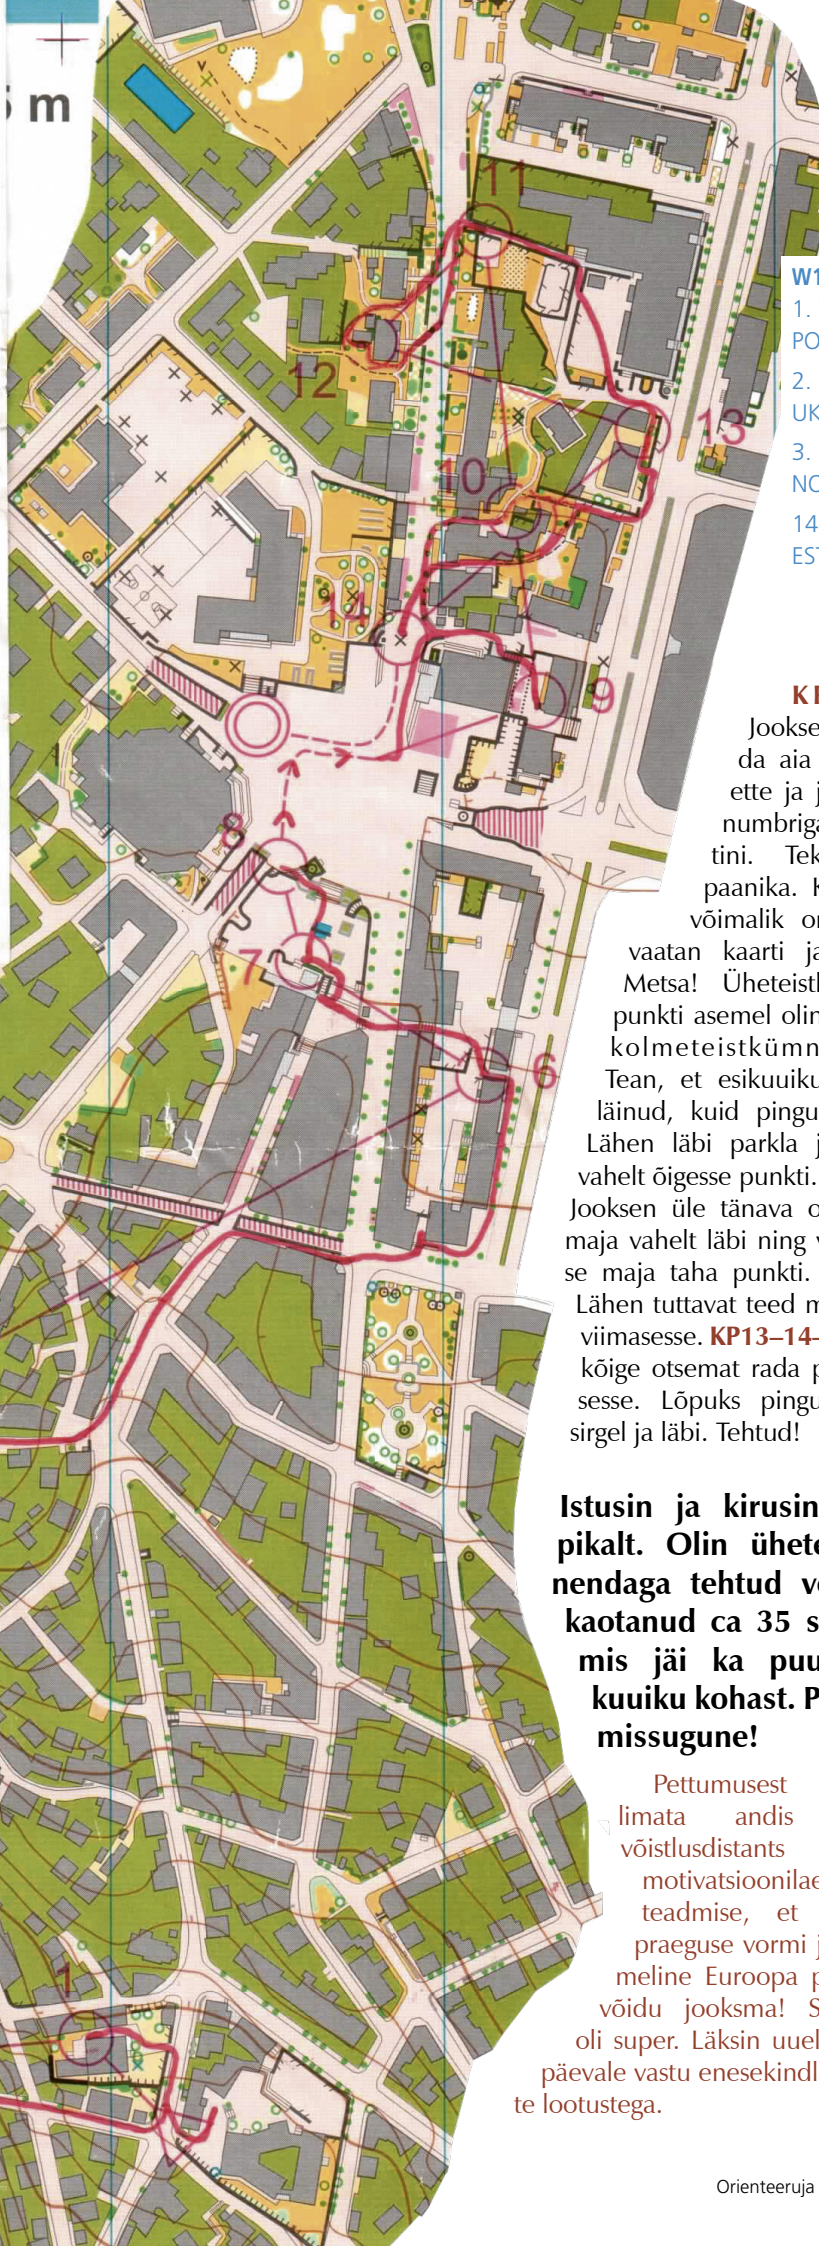 5 m
11
W1
1.
PO
2.
UK
3.
NO
14
EST
12
13
10
14
9
8
7
6
1
KP
Jookse
da aia
ette ja j
numbriga
tini. Tek
paanika. K
võimalik or
vaatan kaarti ja
Metsa! Üheteistk
punkti asemel olin
kolmeteistkümn
Tean, et esikuuiku
läinud, kuid pingu
Lähen läbi parkla j
vahelt õigesse punkti.
Jooksen üle tänava o
maja vahelt läbi ning v
se maja taha punkti.
Lähen tuttavat teed m
viimasesse. KP13–14–
kõige otsemat rada p
sesse. Lõpuks pingu
sirgel ja läbi. Tehtud!
Istusin ja kirusin
pikalt. Olin ühete
nendaga tehtud ve
kaotanud ca 35 s
mis jäi ka puu
kuuiku kohast. P
missugune!
Pettumusest
limata andis
võistlusdistants
motivatsioonilae
teadmise, et
praeguse vormi j
meline Euroopa p
võidu jooksma! S
oli super. Läksin uuel
päevale vastu enesekindl
te lootustega.
Orienteeruja